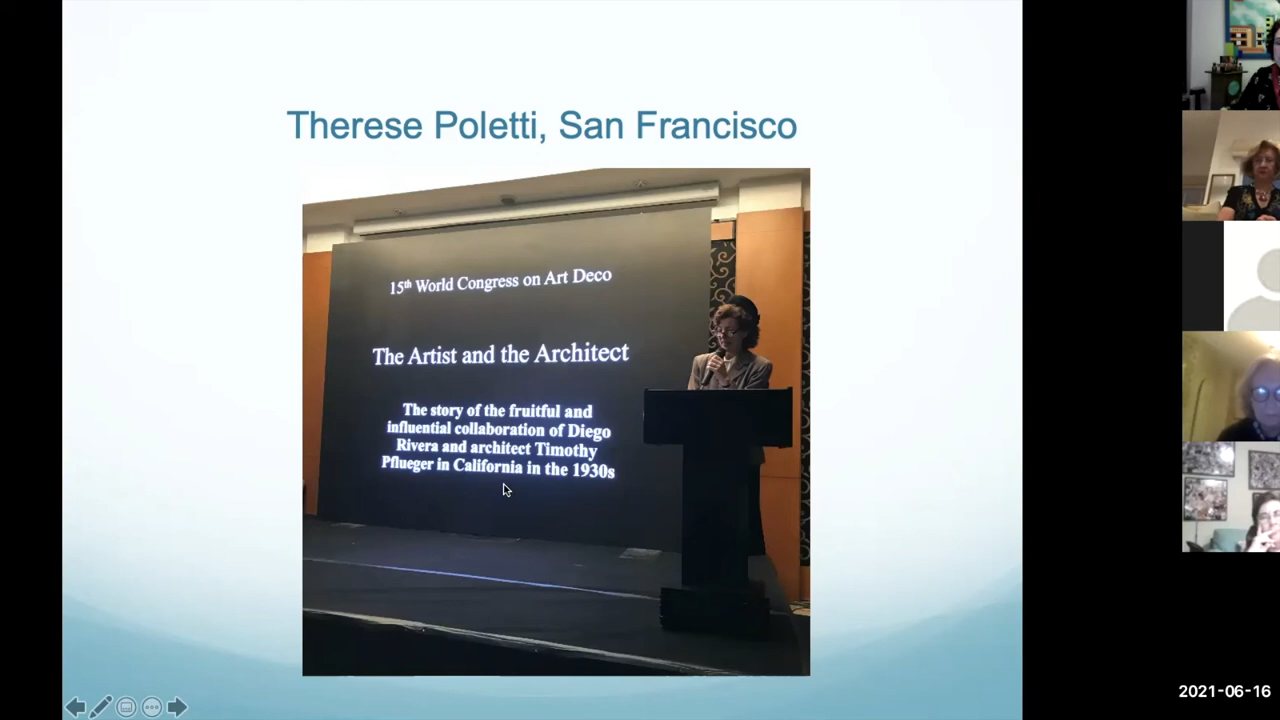 Therese Poletti, San Francisco
15th World Congress on Art Deco
The Artist and the Architect
The story of the fruitful and
influential collaboration of Diego
Rivera and architect Timothy
Pflueger in California in the 1930s
2021-06-16